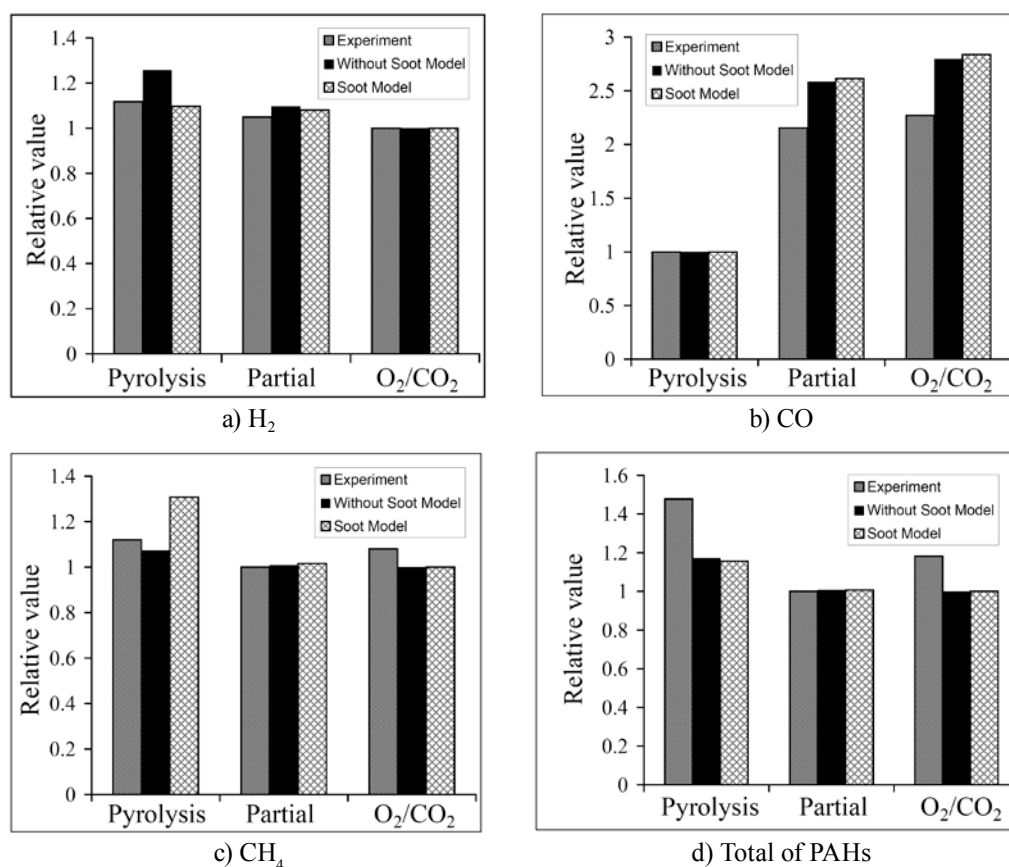 1.4
1.2
1
0.8
0.6
0.4
0.2
0
Relative value
Experiment
Without Soot Model
Soot Model
Pyrolysis Partial O₂/CO₂
a) H₂
3
2.5
2
1.5
1
0.5
0
Relative value
Experiment
Without Soot Model
Soot Model
Pyrolysis Partial O₂/CO₂
b) CO
1.4
1.2
1
0.8
0.6
0.4
0.2
0
Relative value
Experiment
Without Soot Model
Soot Model
Pyrolysis Partial O₂/CO₂
c) CH₄
1.6
1.4
1.2
1
0.8
0.6
0.4
0.2
0
Relative value
Experiment
Without Soot Model
Soot Model
Pyrolysis Partial O₂/CO₂
d) Total of PAHs